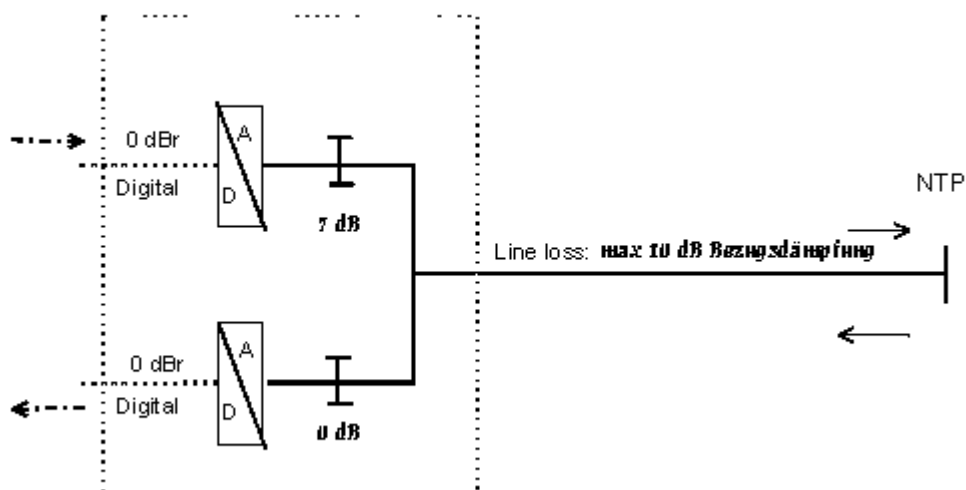 0 dBr
A
Digital
D
7 dB
NTP
Line loss: max 10 dB Bezugsdämpfung
0 dBr
A
Digital
D
0 dB